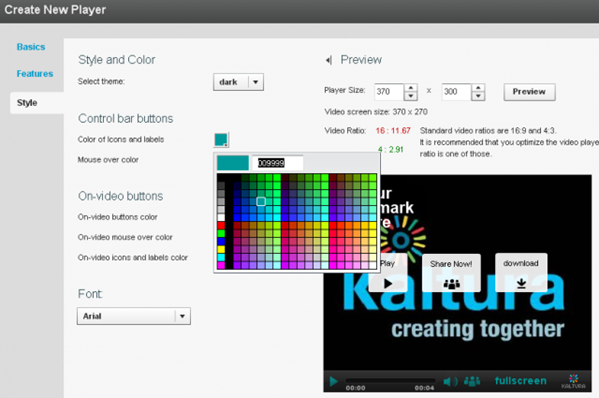 Create New Player
Basics
Features
Style
Style and Color
Select theme:
dark
Control bar buttons
Color of Icons and labels
Mouse over color
009999
On-video buttons
On-video buttons color
On-video mouse over color
On-video icons and labels color
Font:
Arial
Preview
Player Size: 370 x 300 Preview
Video screen size: 370 x 270
Video Ratio: 16 : 11.67 Standard video ratios are 16:9 and 4:3.
It is recommended that you optimize the video playe
4 : 2.91 ratio is one of those.
ur
mark
re
Play
Share Now!
download
kaltura
creating together
00:00
00:04
fullscreen
KALTURA